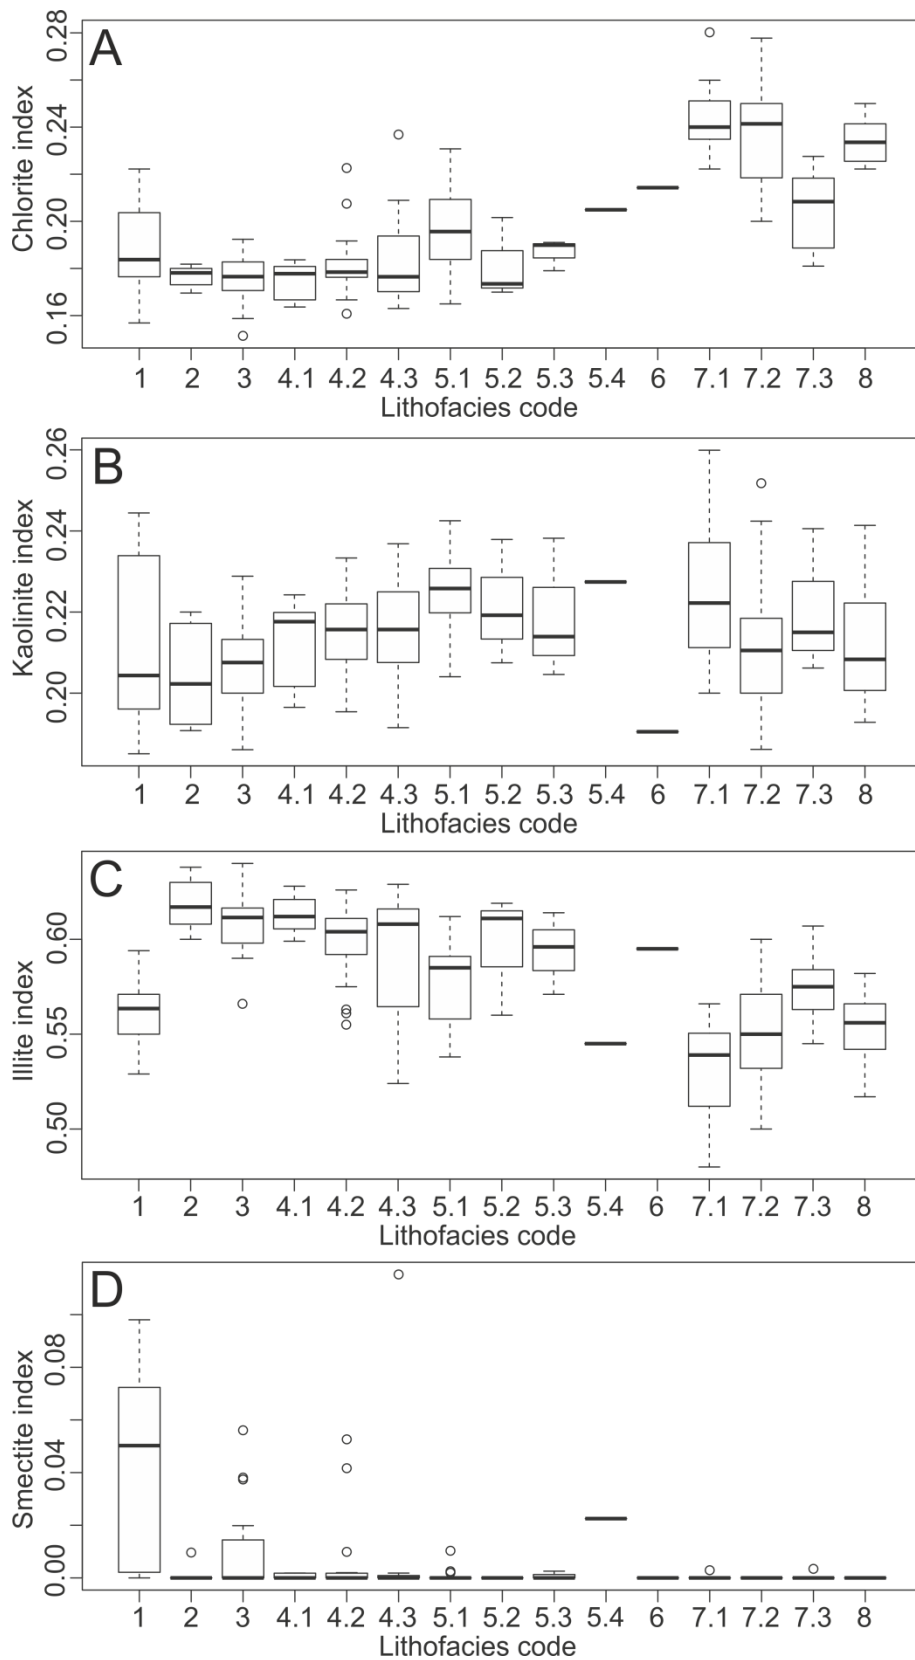 A
Chlorite index
0.28
0.24
0.20
0.16
1 2 3 4.1 4.2 4.3 5.1 5.2 5.3 5.4 6 7.1 7.2 7.3 8
Lithofacies code
B
Kaolinite index
0.26
0.24
0.22
0.20
1 2 3 4.1 4.2 4.3 5.1 5.2 5.3 5.4 6 7.1 7.2 7.3 8
Lithofacies code
C
Illite index
0.60
0.55
0.50
1 2 3 4.1 4.2 4.3 5.1 5.2 5.3 5.4 6 7.1 7.2 7.3 8
Lithofacies code
D
Smectite index
0.08
0.04
0.00
1 2 3 4.1 4.2 4.3 5.1 5.2 5.3 5.4 6 7.1 7.2 7.3 8
Lithofacies code